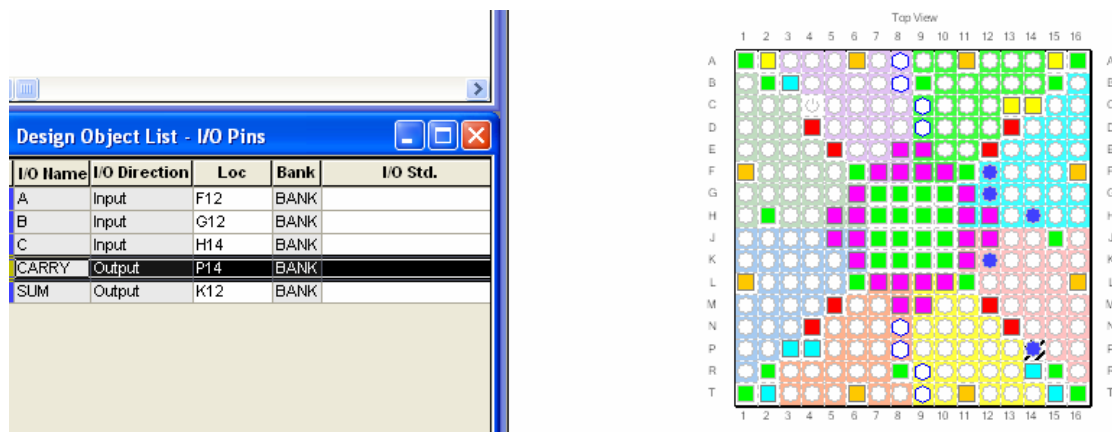 Top View
1 2 3 4 5 6 7 8 9 10 11 12 13 14 15 16
A A
B B
C C
D D
E E
F F
G G
H H
J J
K K
L L
M M
N N
P P
R R
T T
1 2 3 4 5 6 7 8 9 10 11 12 13 14 15 16
Design Object List - I/O Pins
I/O Name I/O Direction Loc Bank I/O Std.
A Input F12 BANK
B Input G12 BANK
C Input H14 BANK
CARRY Output P14 BANK
SUM Output K12 BANK